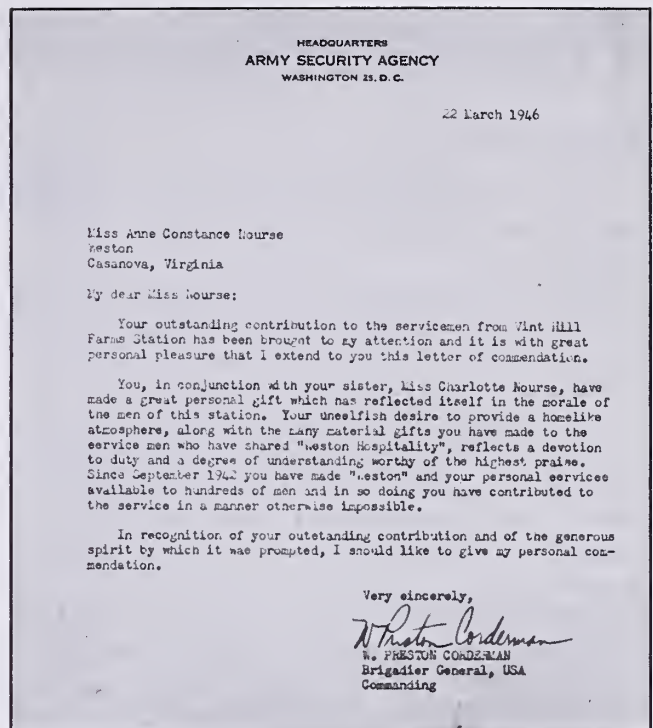 HEADQUARTERS
ARMY SECURITY AGENCY
WASHINGTON 25, D. C.
22 March 1946
Miss Anne Constance Nourse
Weston
Casanova, Virginia
My dear Miss Nourse:
Your outstanding contribution to the servicemen from Vint Hill
Farms Station has been brought to my attention and it is with great
personal pleasure that I extend to you this letter of commendation.
You, in conjunction with your sister, Miss Charlotte Nourse, have
made a great personal gift which has reflected itself in the morale of
the men of this station. Your unselfish desire to provide a homelike
atmosphere, along with the many material gifts you have made to the
service men who have shared "Weston Hospitality", reflects a devotion
to duty and a degree of understanding worthy of the highest praise.
Since September 1942 you have made "Weston" and your personal services
available to hundreds of men and in so doing you have contributed to
the service in a manner otherwise impossible.
In recognition of your outstanding contribution and of the generous
spirit by which it was prompted, I should like to give my personal com-
mendation.
Very sincerely,
W Preston Corderman
W. PRESTON CORDERMAN
Brigadier General, USA
Commanding